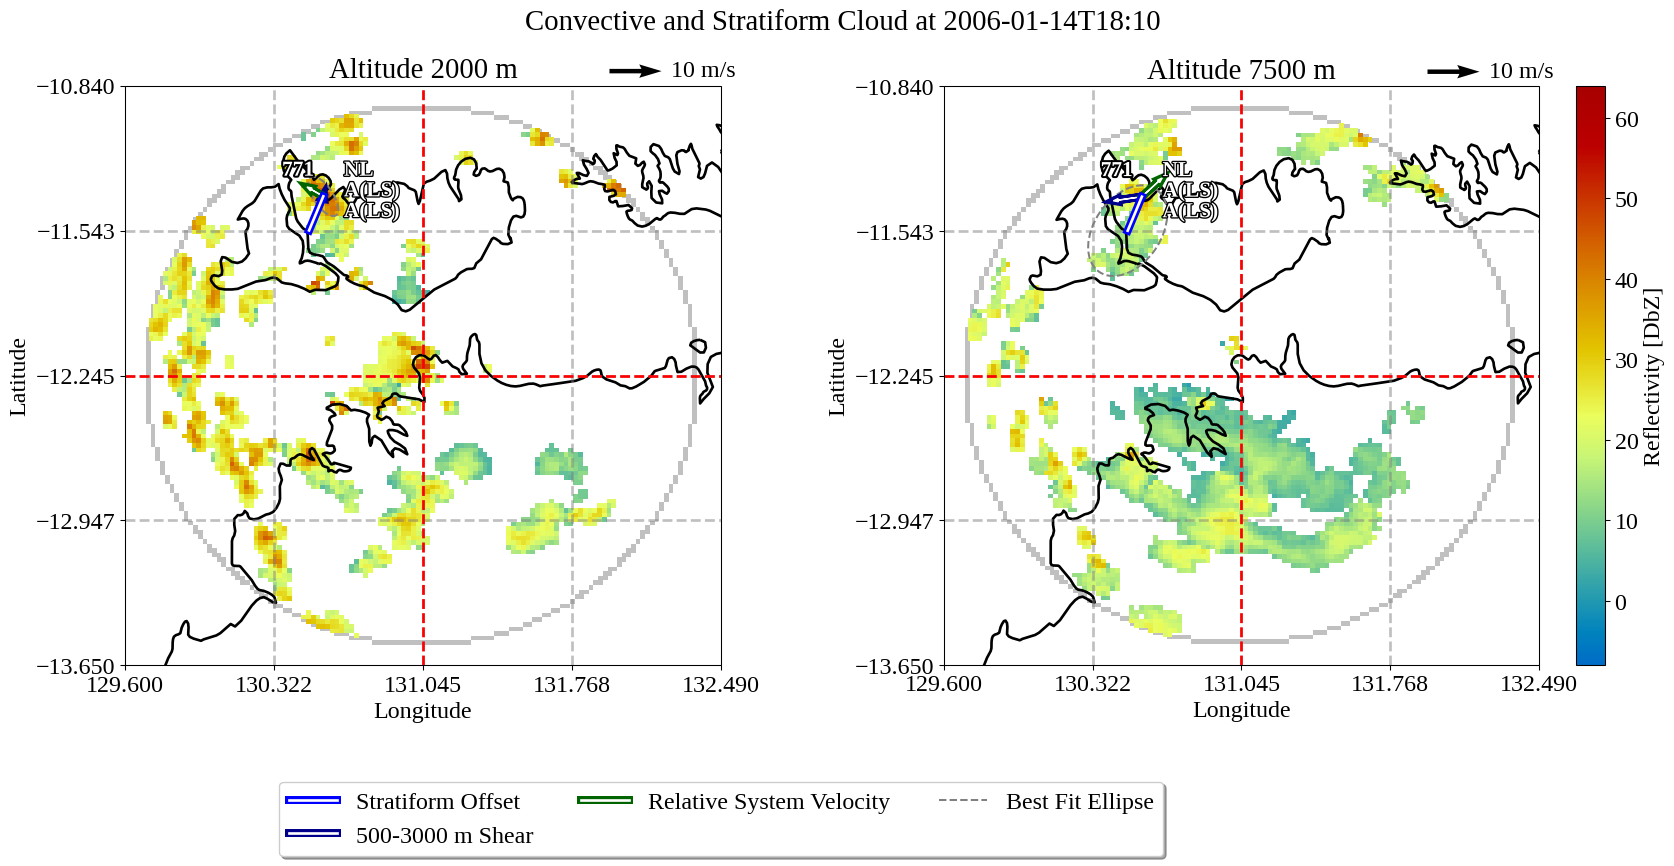 Convective and Stratiform Cloud at 2006-01-14T18:10
Altitude 2000 m
10 m/s
−10.840
−11.543
−12.245
−12.947
−13.650
Latitude
771
NL
A(LS)
A(LS)
129.600
130.322
131.045
131.768
132.490
Longitude
Altitude 7500 m
10 m/s
−10.840
−11.543
−12.245
−12.947
−13.650
Latitude
771
NL
A(LS)
A(LS)
129.600
130.322
131.045
131.768
132.490
Longitude
60
50
40
30
20
10
0
Reflectivity [DbZ]
Stratiform Offset
500-3000 m Shear
Relative System Velocity
Best Fit Ellipse